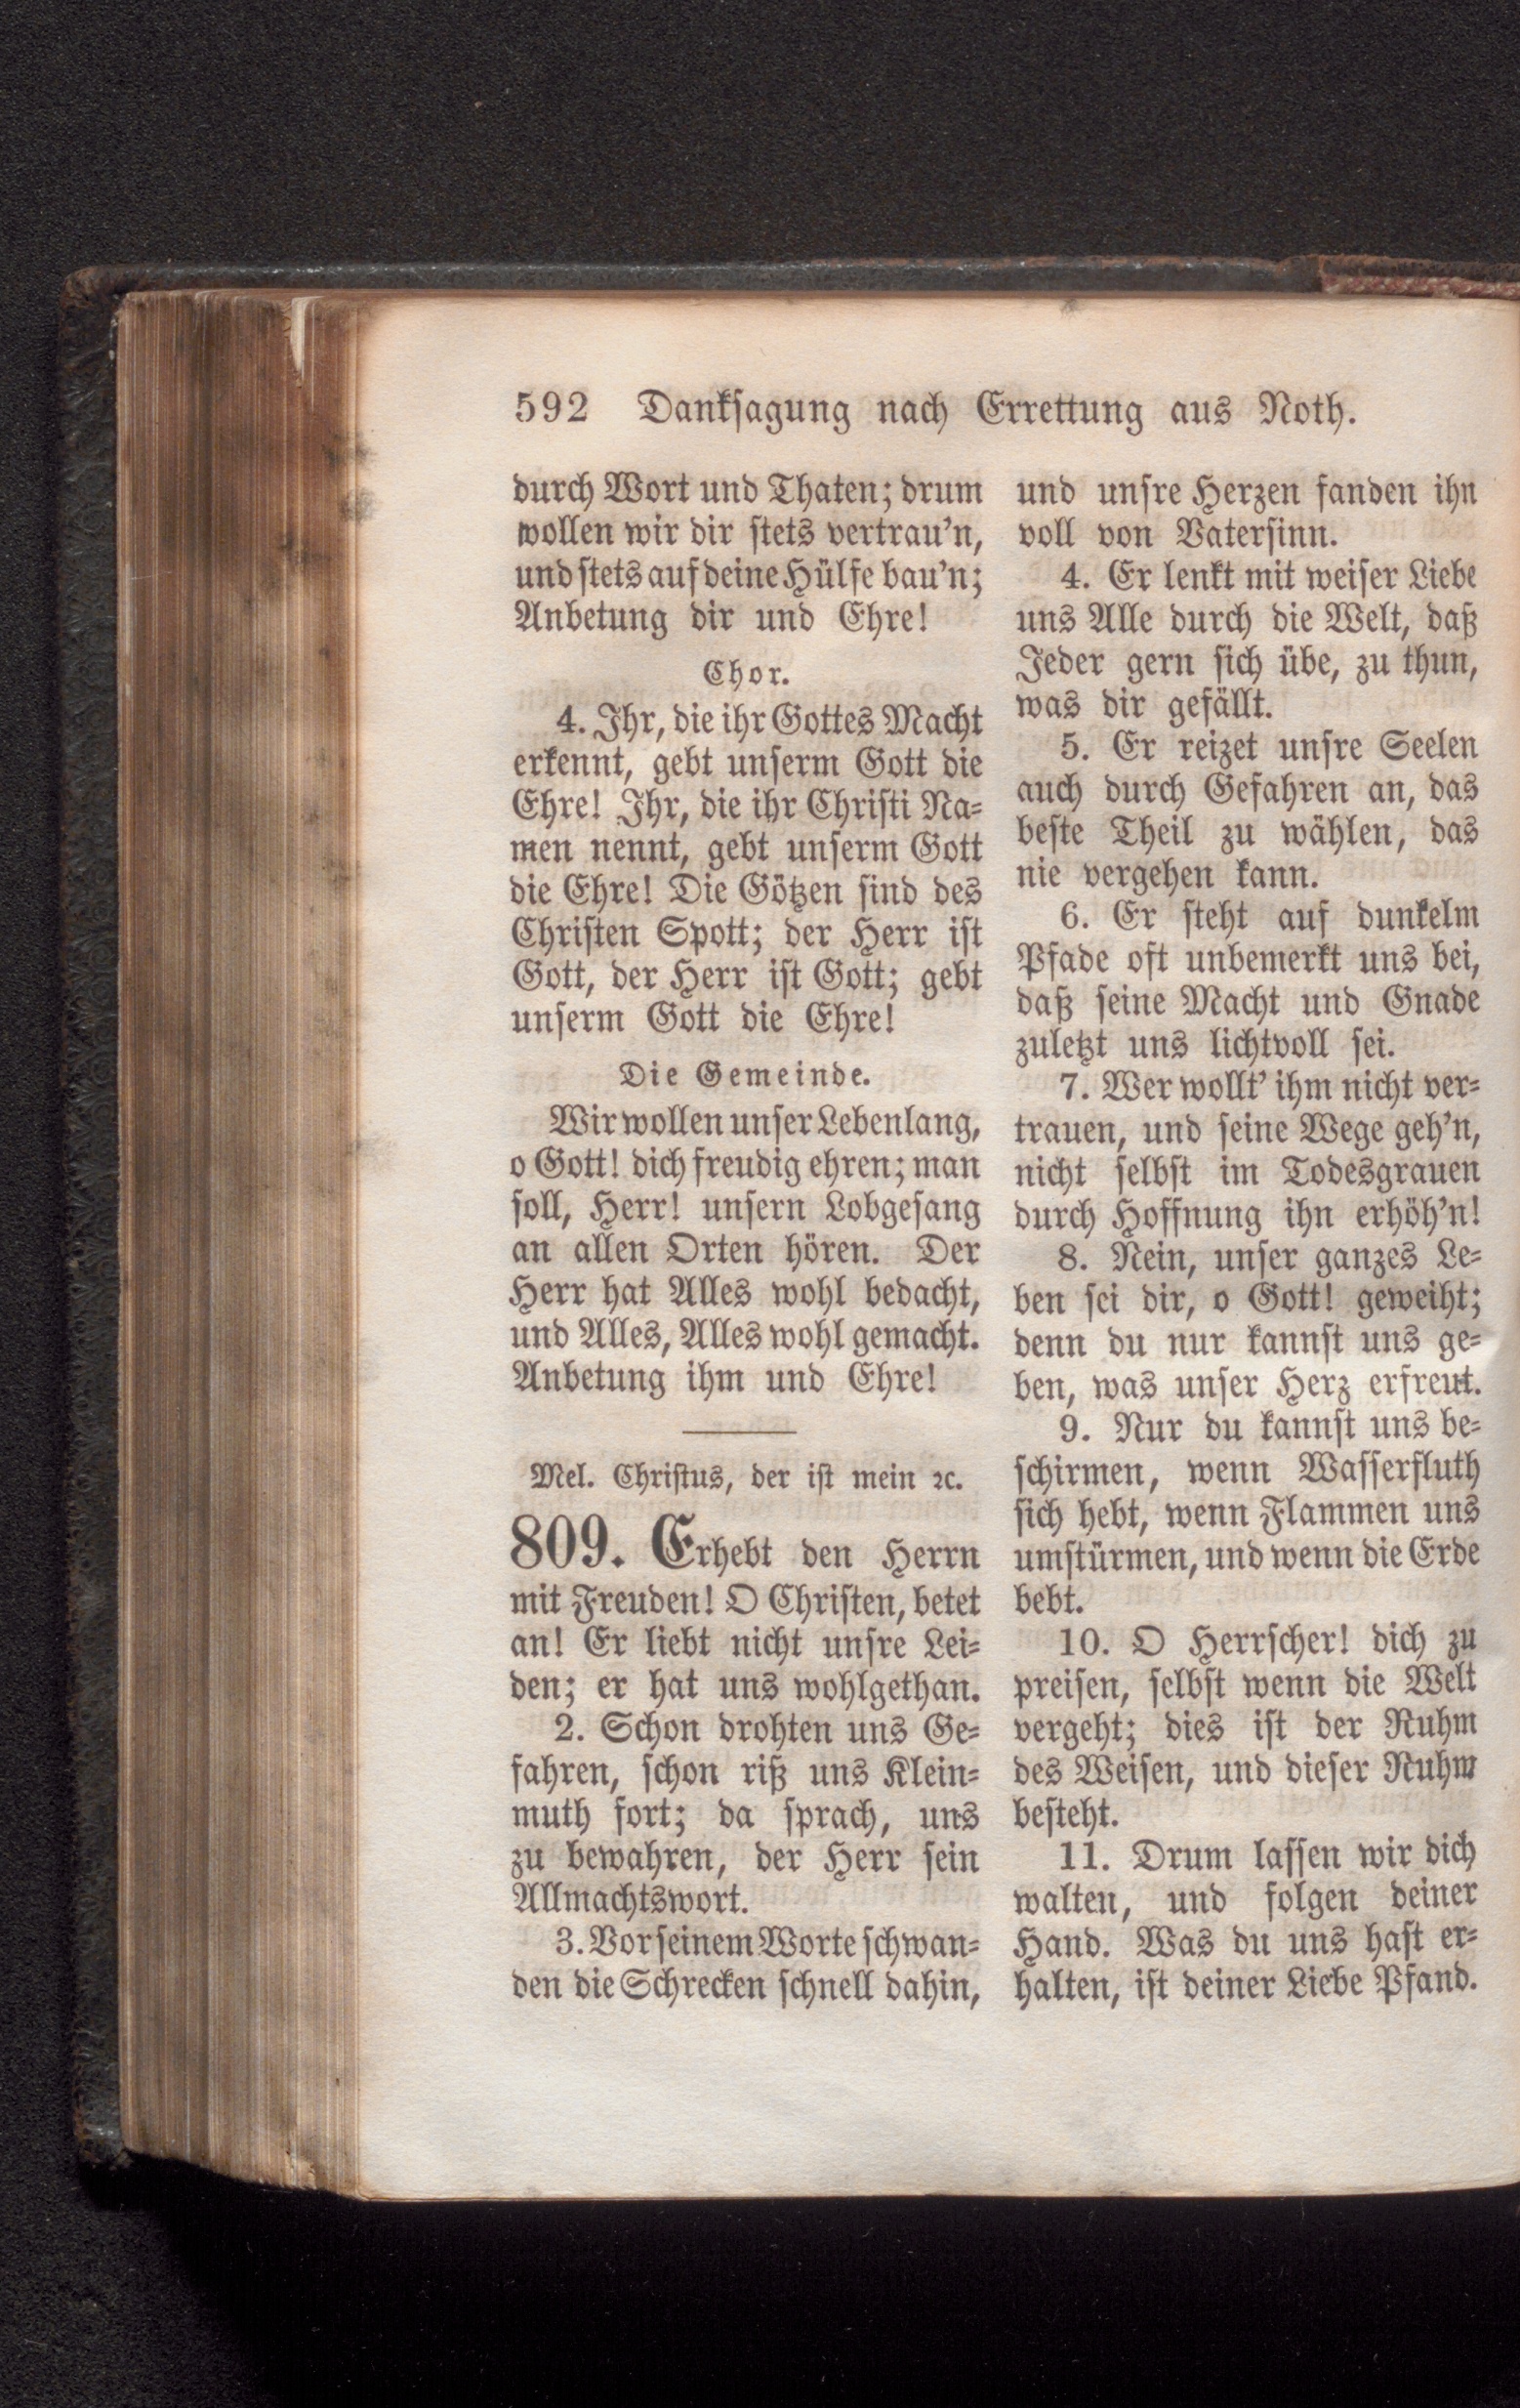 592 Danksagung nach Errettung aus Noth.
durch Wort und Thaten; drum
wollen wir dir stets vertrau'n,
und stets auf deine Hülfe bau'n;
Anbetung dir und Ehre!
Chor.
4. Ihr, die ihr Gottes Macht
erkennt, gebt unserm Gott die
Ehre! Ihr, die ihr Christi Na-
men nennt, gebt unserm Gott
die Ehre! Die Götzen sind des
Christen Spott; der Herr ist
Gott, der Herr ist Gott; gebt
unserm Gott die Ehre!
Die Gemeinde.
Wir wollen unser Lebenlang,
o Gott! dich freudig ehren; man
soll, Herr! unsern Lobgesang
an allen Orten hören. Der
Herr hat Alles wohl bedacht,
und Alles, Alles wohl gemacht.
Anbetung ihm und Ehre!
Mel. Christus, der ist mein ꝛc.
809. Erhebt den Herrn
mit Freuden! O Christen, betet
an! Er liebt nicht unsre Lei-
den; er hat uns wohlgethan.
2. Schon drohten uns Ge-
fahren, schon riß uns Klein-
muth fort; da sprach, uns
zu bewahren, der Herr sein
Allmachtswort.
3. Vor seinem Worte schwan-
den die Schrecken schnell dahin,
und unsre Herzen fanden ihn
voll von Vatersinn.
4. Er lenkt mit weiser Liebe
uns Alle durch die Welt, daß
Jeder gern sich übe, zu thun,
was dir gefällt.
5. Er reizet unsre Seelen
auch durch Gefahren an, das
beste Theil zu wählen, das
nie vergehen kann.
6. Er steht auf dunkelm
Pfade oft unbemerkt uns bei,
daß seine Macht und Gnade
zuletzt uns lichtvoll sei.
7. Wer wollt' ihm nicht ver-
trauen, und seine Wege geh'n,
nicht selbst im Todesgrauen
durch Hoffnung ihn erhöh'n!
8. Nein, unser ganzes Le-
ben sei dir, o Gott! geweiht;
denn du nur kannst uns ge-
ben, was unser Herz erfreut.
9. Nur du kannst uns be-
schirmen, wenn Wasserfluth
sich hebt, wenn Flammen uns
umstürmen, und wenn die Erde
bebt.
10. O Herrscher! dich zu
preisen, selbst wenn die Welt
vergeht; dies ist der Ruhm
des Weisen, und dieser Ruhm
besteht.
11. Drum lassen wir dich
walten, und folgen deiner
Hand. Was du uns hast er-
halten, ist deiner Liebe Pfand.